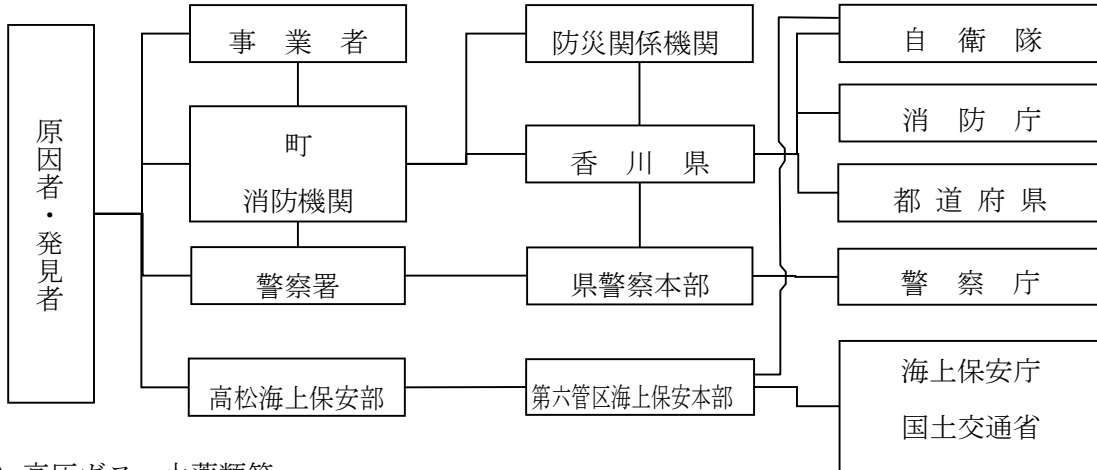 原因者・発見者
事業者
町
消防機関
警察署
高松海上保安部
防災関係機関
香川県
県警察本部
第六管区海上保安本部
自衛隊
消防庁
都道府県
警察庁
海上保安庁
国土交通省